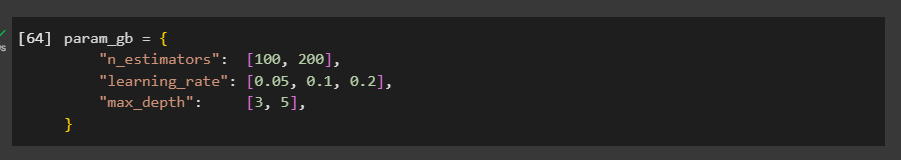 [64] param_gb = {
"n_estimators":  [100, 200],
"learning_rate": [0.05, 0.1, 0.2],
"max_depth":     [3, 5],
}